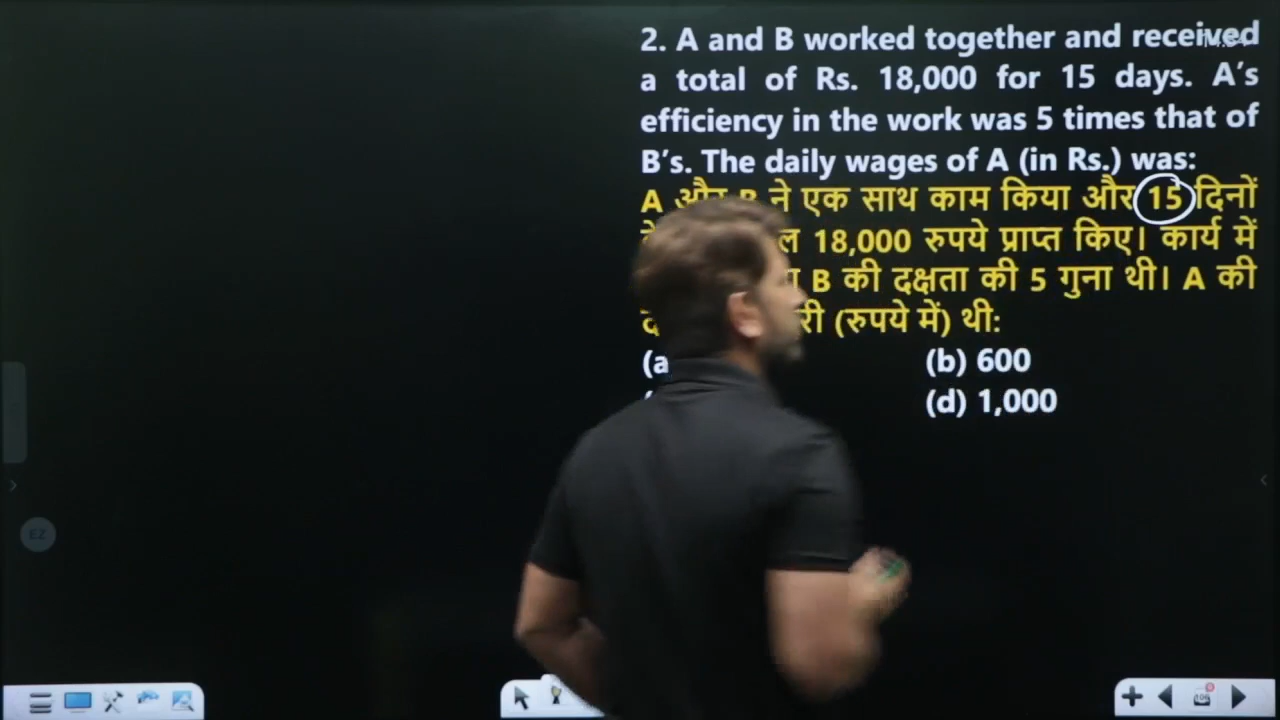 2. A and B worked together and received
a total of Rs. 18,000 for 15 days. A's
efficiency in the work was 5 times that of
B's. The daily wages of A (in Rs.) was:
A और B ने एक साथ काम किया और 15 दिनों
18,000 रुपये प्राप्त किए। कार्य में
B की दक्षता की 5 गुना थी। A की
(रुपये में) थी:
(b) 600
(d) 1,000
EZ